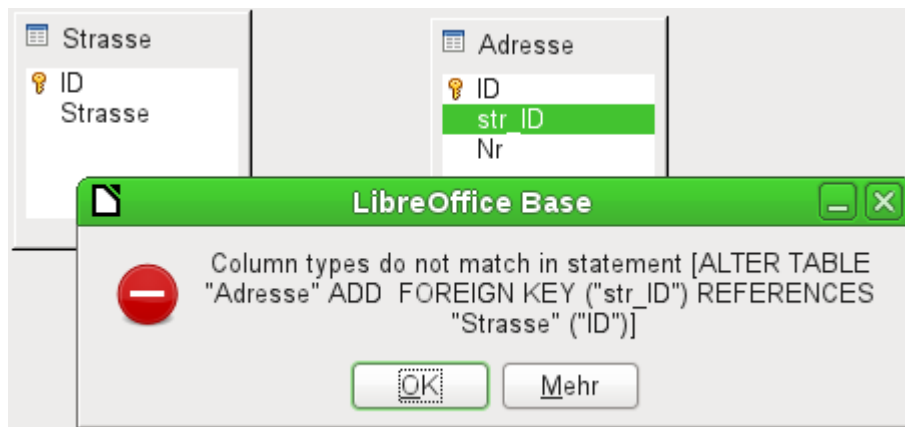 Strasse
ID
Strasse
Adresse
ID
str_ID
Nr
LibreOffice Base
Column types do not match in statement [ALTER TABLE
"Adresse" ADD  FOREIGN KEY ("str_ID") REFERENCES
"Strasse" ("ID")]
OK
Mehr